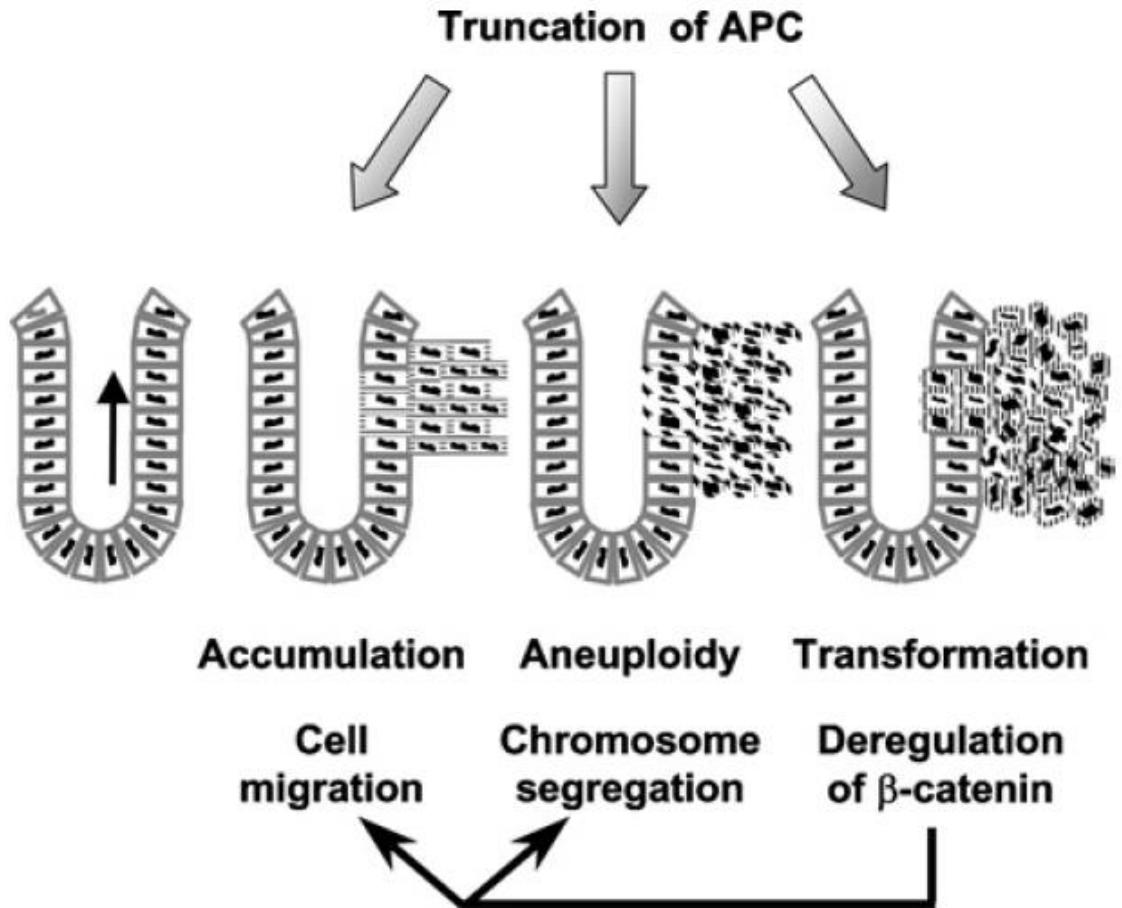 Truncation of APC
Accumulation Aneuploidy Transformation
Cell Chromosome Deregulation
migration segregation of β-catenin